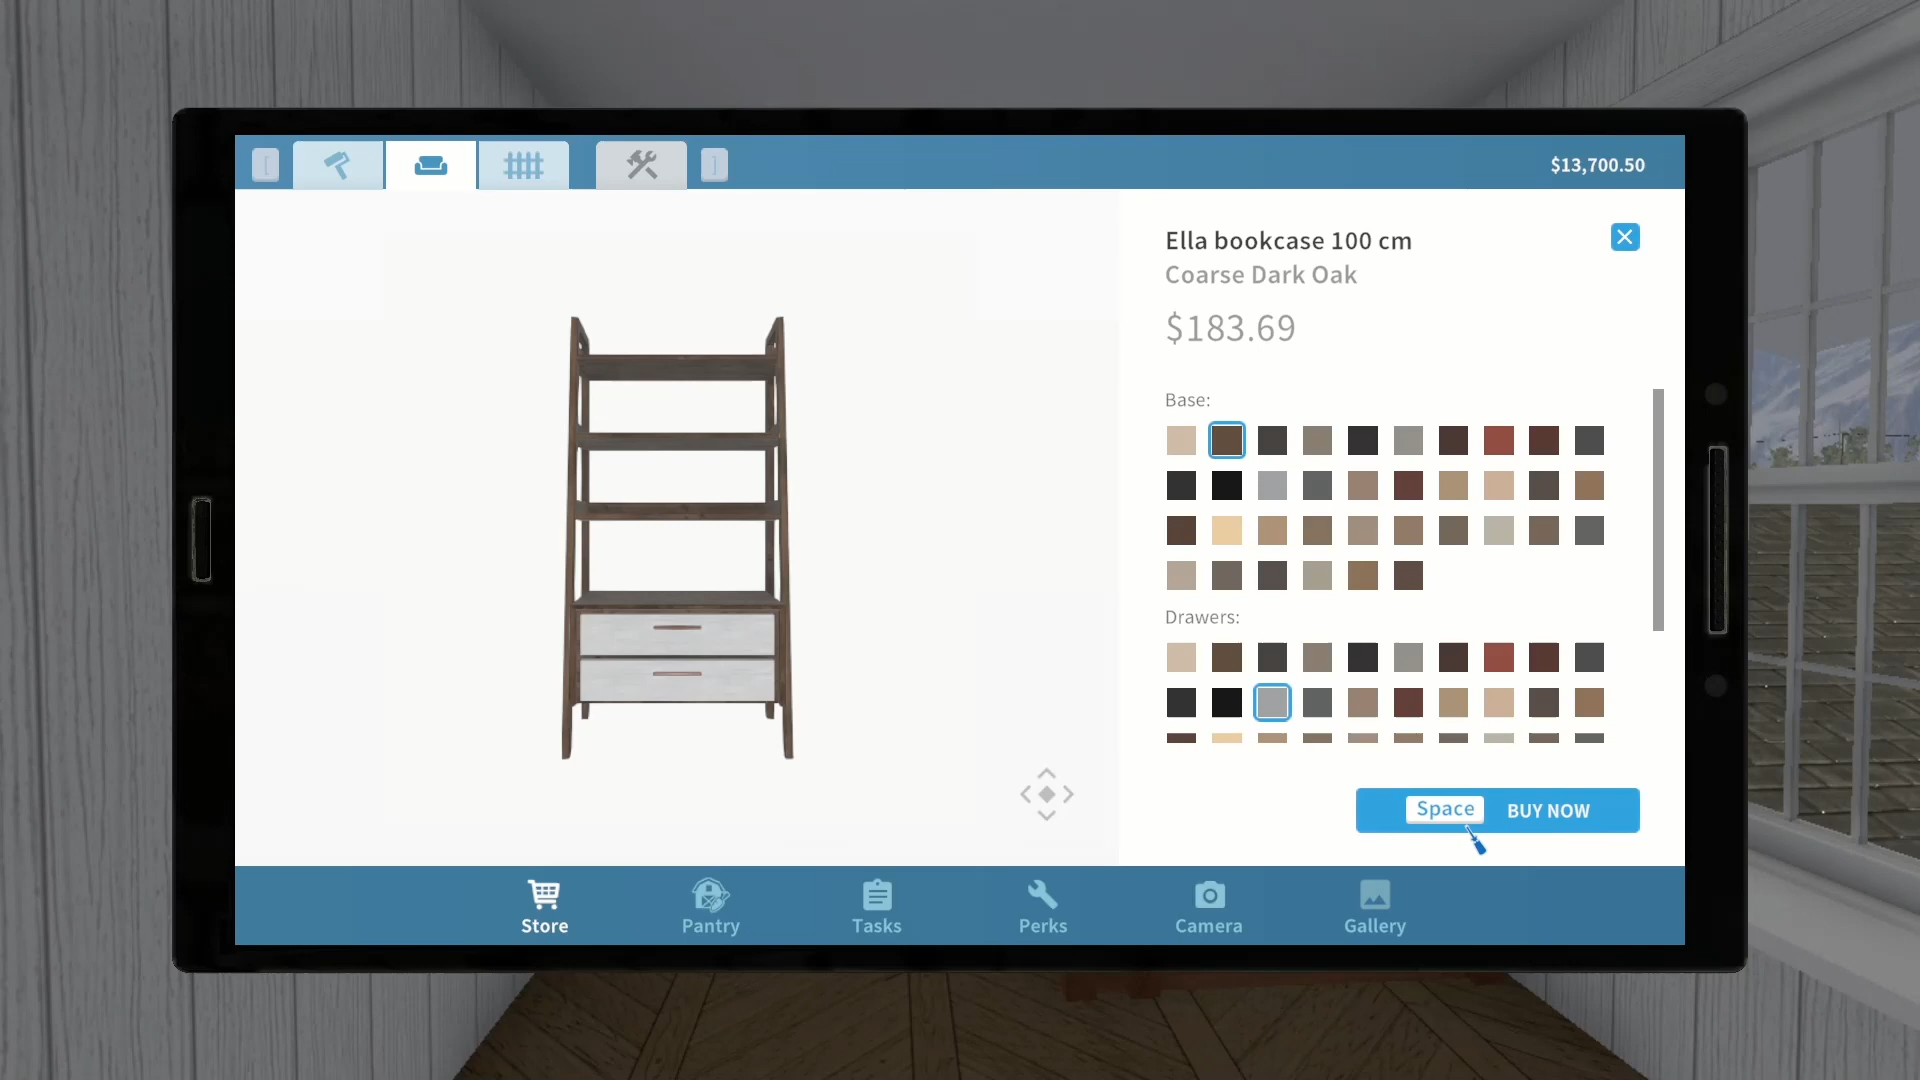 [
]
$13,700.50
Ella bookcase 100 cm
Coarse Dark Oak
$183.69
Base:
Drawers:
Space BUY NOW
Store
Pantry
Tasks
Perks
Camera
Gallery